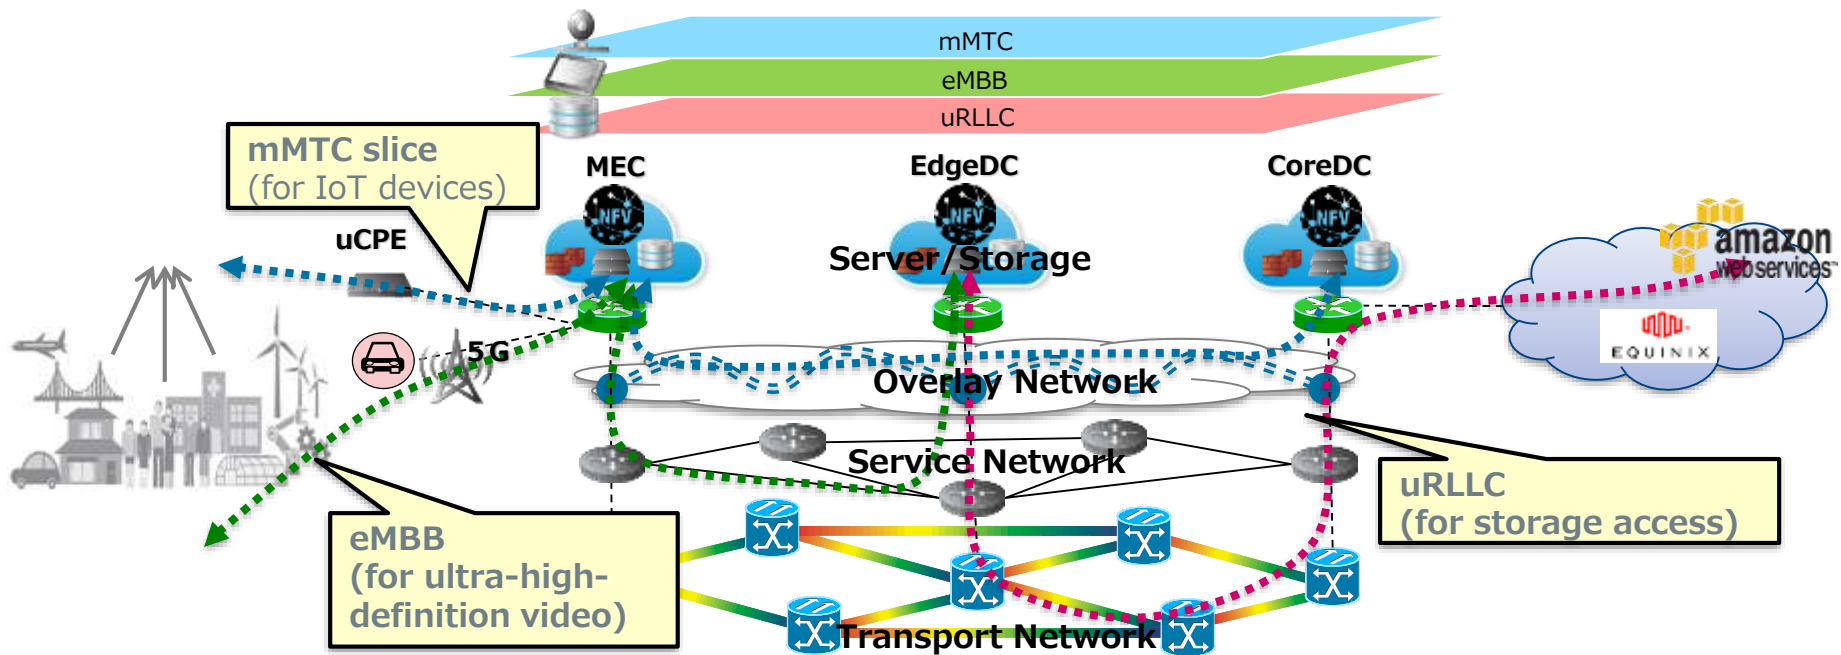 mMTC
eMBB
uRLLC
mMTC slice
(for IoT devices)
MEC
EdgeDC
CoreDC
NFV
NFV
NFV
uCPE
Server/Storage
amazon
webservices™
5G
EQUINIX
Overlay Network
Service Network
uRLLC
(for storage access)
eMBB
(for ultra-high-
definition video)
Transport Network